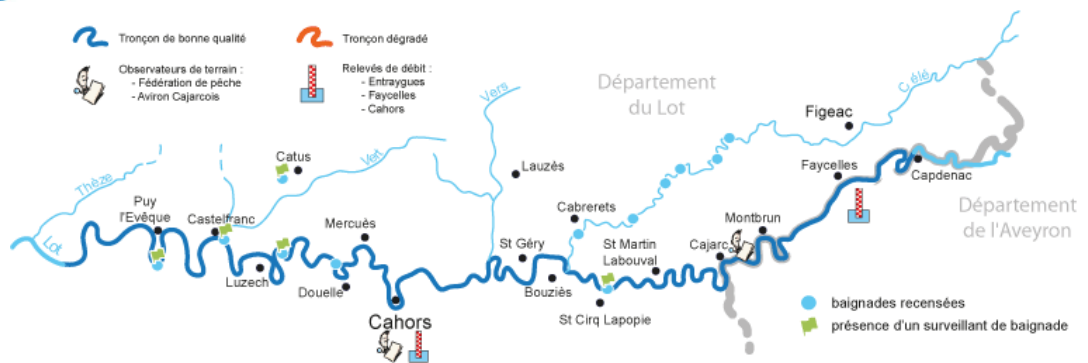 Tronçon de bonne qualité
Tronçon dégradé
Observateurs de terrain :
- Fédération de pêche
- Aviron Cajarcois
Relevés de débit :
- Entraygues
- Faycelles
- Cahors
Vers
Département
du Lot
Célé
Figeac
Catus
Vert
Lauzès
Faycelles
Capdenac
Thèze
Puy
l'Evêque
Castelfranc
Mercuès
Cabrerets
Montbrun
Département
de l'Aveyron
Lot
St Géry
St Martin
Labouval
Cajarc
Luzech
Douelle
Bouziès
St Cirq Lapopie
Cahors
baignades recensées
présence d'un surveillant de baignade